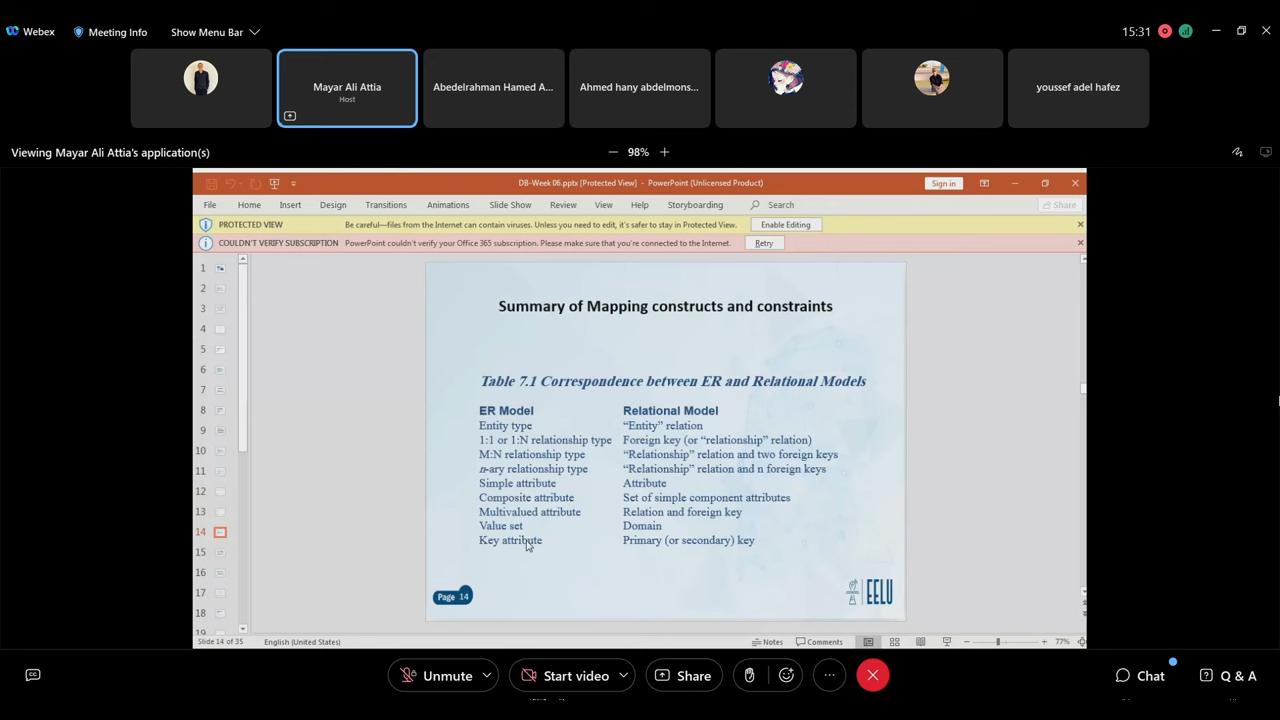 Webex
Meeting Info
Show Menu Bar
15:31
Mayar Ali Attia
Host
Abedelrahman Hamed A...
Ahmed hany abdelmons...
youssef adel hafez
Viewing Mayar Ali Attia's application(s)
98%
DB-Week 06.pptx [Protected View] - PowerPoint (Unlicensed Product)
Sign in
File Home Insert Design Transitions Animations Slide Show Review View Help Storyboarding Search Share
PROTECTED VIEW Be careful—files from the Internet can contain viruses. Unless you need to edit, it's safer to stay in Protected View. Enable Editing
COULDN'T VERIFY SUBSCRIPTION PowerPoint couldn't verify your Office 365 subscription. Please make sure that you're connected to the Internet. Retry
1
2
3
4
5
6
7
8
9
10
11
12
13
14
15
16
17
18
19
Summary of Mapping constructs and constraints
Table 7.1 Correspondence between ER and Relational Models
ER Model Relational Model
Entity type “Entity” relation
1:1 or 1:N relationship type Foreign key (or “relationship” relation)
M:N relationship type “Relationship” relation and two foreign keys
n-ary relationship type “Relationship” relation and n foreign keys
Simple attribute Attribute
Composite attribute Set of simple component attributes
Multivalued attribute Relation and foreign key
Value set Domain
Key attribute Primary (or secondary) key
Page 14
EELU
Slide 14 of 35 English (United States) Notes Comments 77%
CC
Unmute
Start video
Share
Chat
Q & A